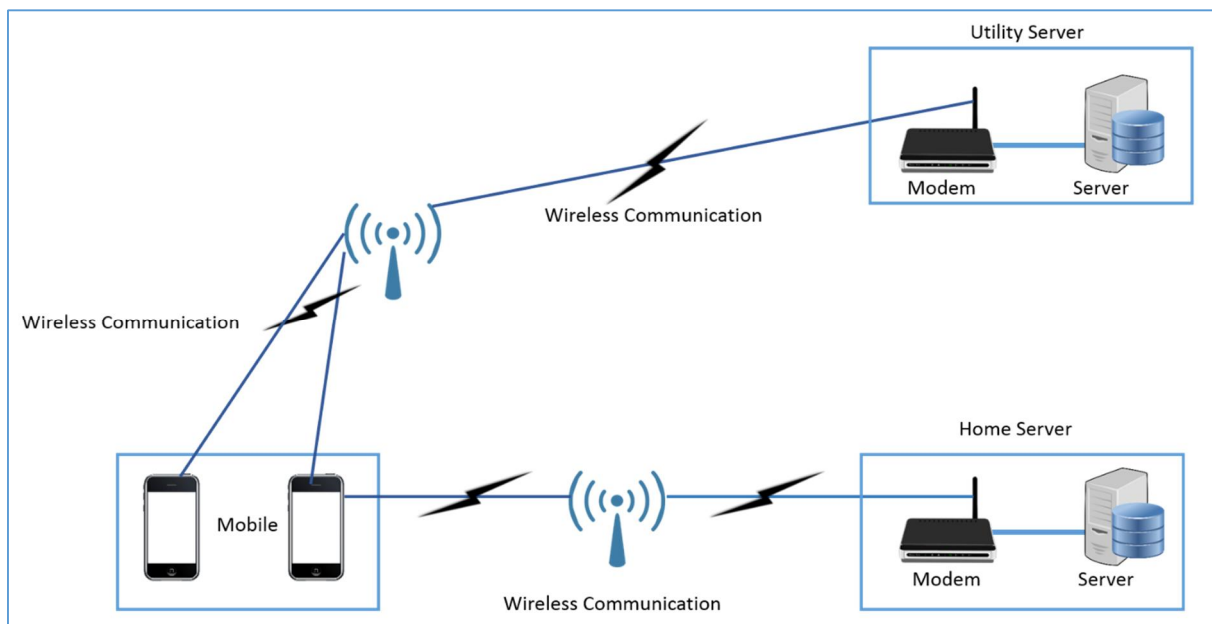 Utility Server
Modem
Server
Wireless Communication
Wireless Communication
Home Server
Mobile
Modem
Server
Wireless Communication